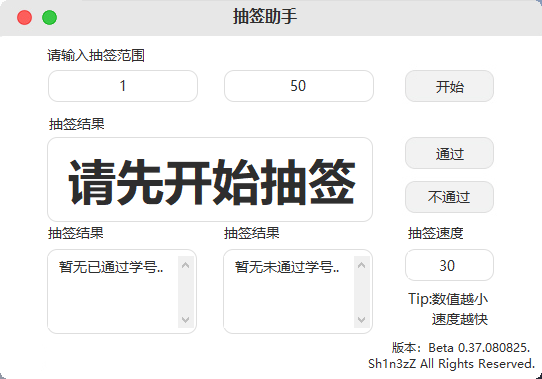 抽签助手
请输入抽签范围
1 50 开始
抽签结果
请先开始抽签
通过
不通过
抽签结果 抽签结果 抽签速度
暂无已通过学号.. 暂无未通过学号.. 30
Tip:数值越小
速度越快
版本：Beta 0.37.080825.
Sh1n3zZ All Rights Reserved.